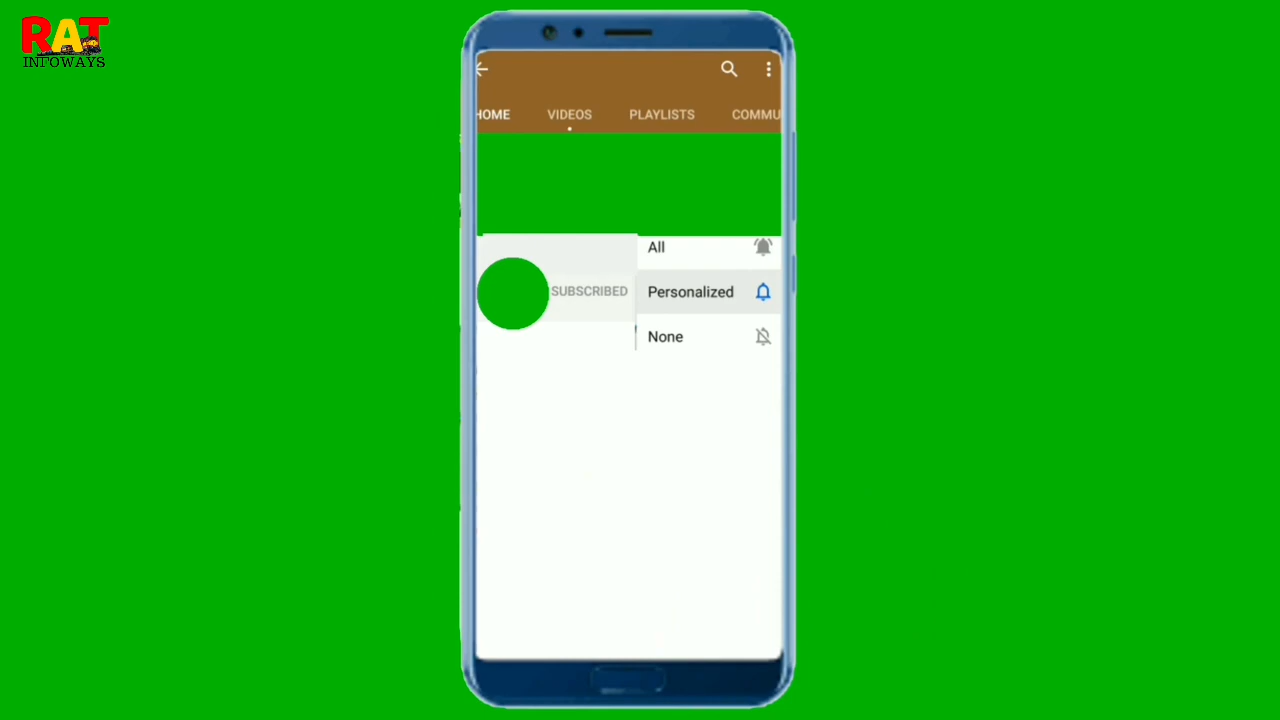 RAT
INFOWAYS
HOME VIDEOS PLAYLISTS COMMU
All
SUBSCRIBED Personalized
None